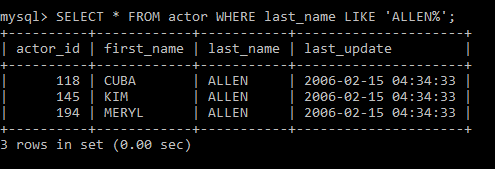 mysql> SELECT * FROM actor WHERE last_name LIKE 'ALLEN%';
+----------+------------+-----------+---------------------+
| actor_id | first_name | last_name | last_update         |
+----------+------------+-----------+---------------------+
|      118 | CUBA       | ALLEN     | 2006-02-15 04:34:33 |
|      145 | KIM        | ALLEN     | 2006-02-15 04:34:33 |
|      194 | MERYL      | ALLEN     | 2006-02-15 04:34:33 |
+----------+------------+-----------+---------------------+
3 rows in set (0.00 sec)